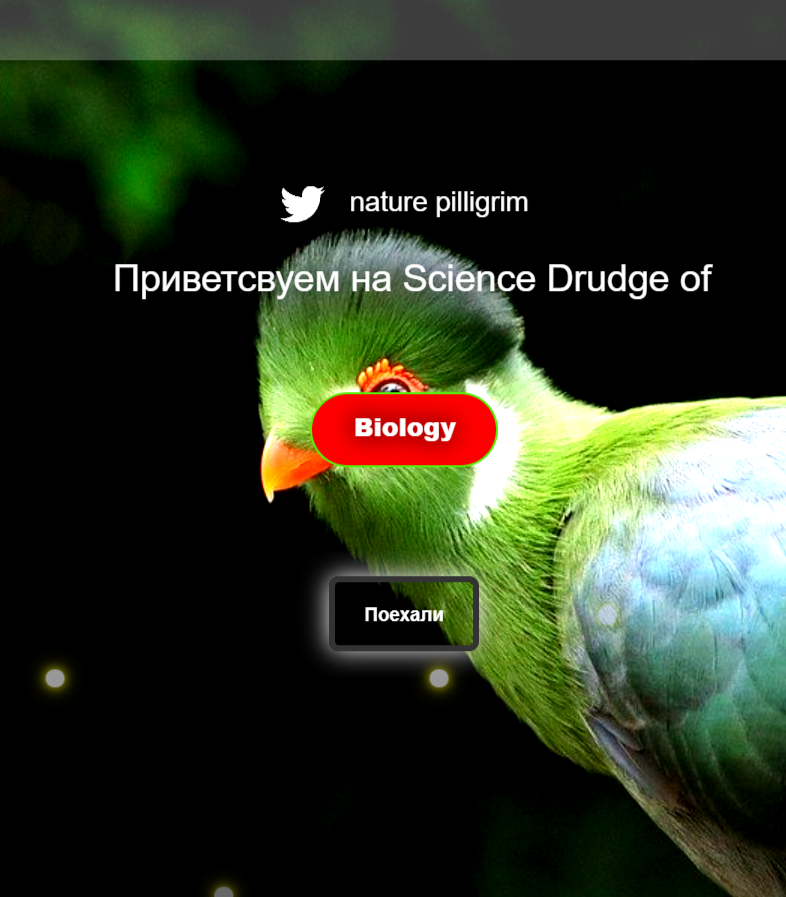 nature pilligrim
Приветсвуем на Science Drudge of
Biology
Поехали